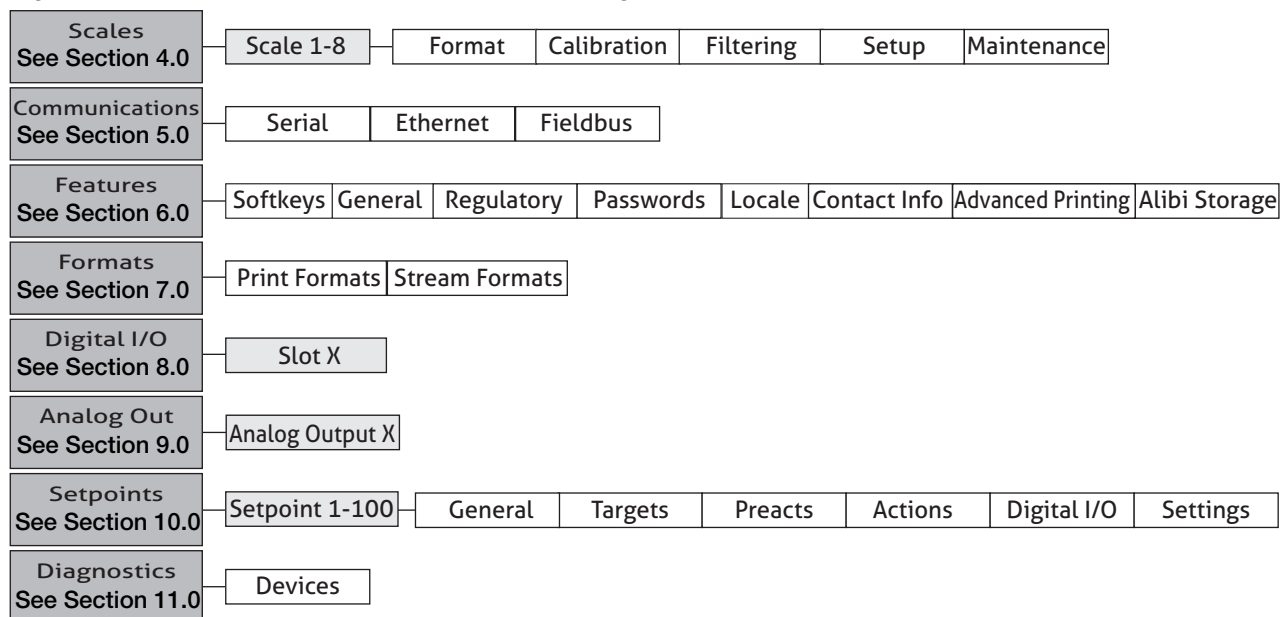 Scales
See Section 4.0
Scale 1-8
Format
Calibration
Filtering
Setup
Maintenance
Communications
See Section 5.0
Serial
Ethernet
Fieldbus
Features
See Section 6.0
Softkeys
General
Regulatory
Passwords
Locale
Contact Info
Advanced Printing
Alibi Storage
Formats
See Section 7.0
Print Formats
Stream Formats
Digital I/O
See Section 8.0
Slot X
Analog Out
See Section 9.0
Analog Output X
Setpoints
See Section 10.0
Setpoint 1-100
General
Targets
Preacts
Actions
Digital I/O
Settings
Diagnostics
See Section 11.0
Devices